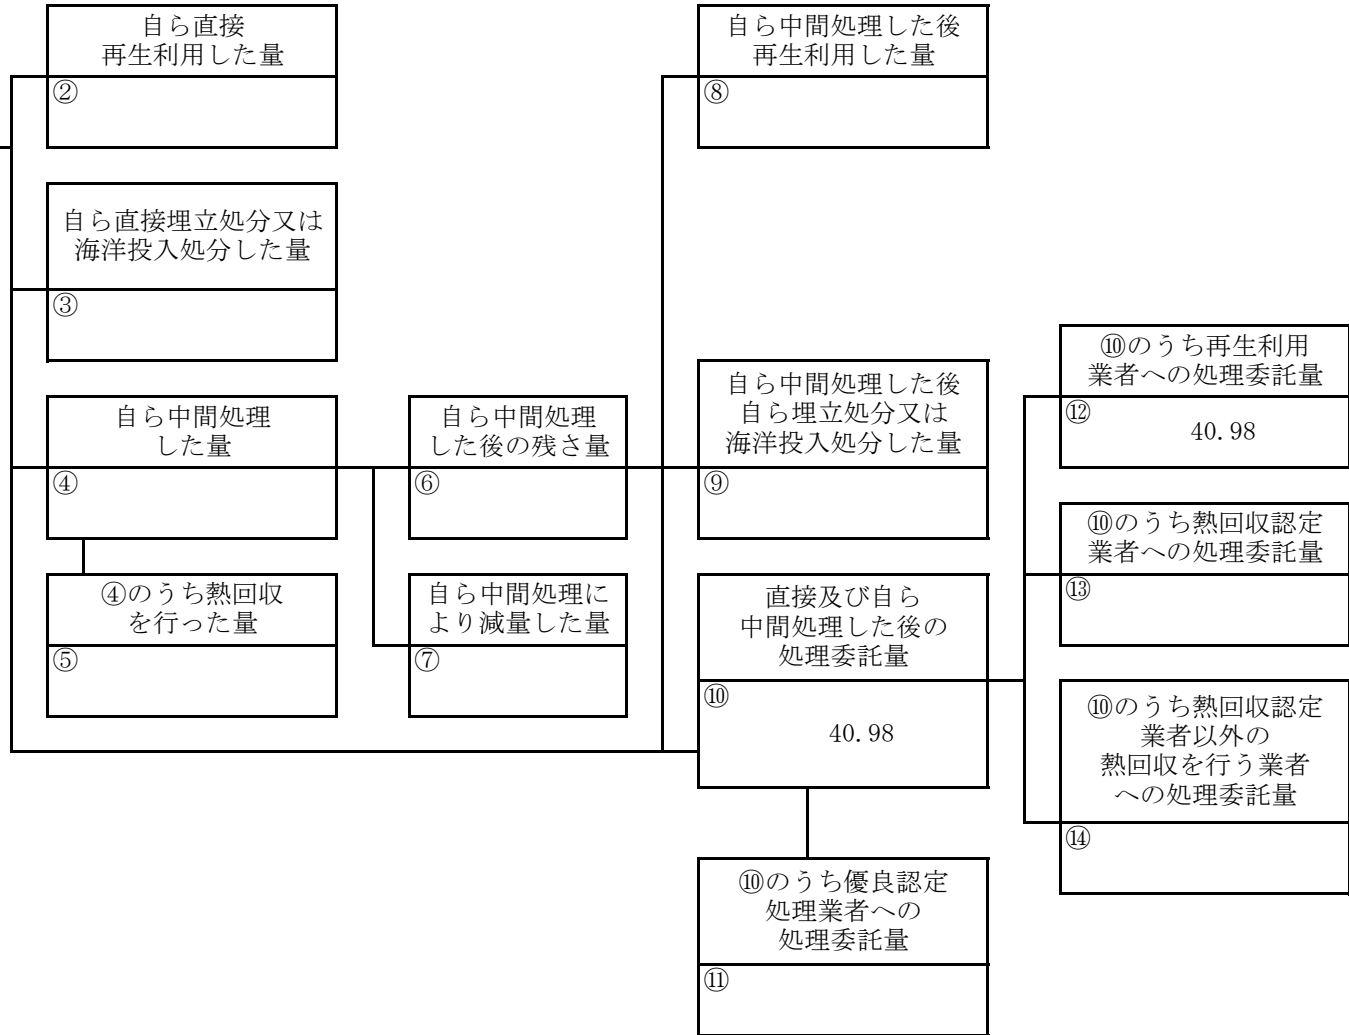 自ら直接
再生利用した量
②
自ら直接埋立処分又は
海洋投入処分した量
③
自ら中間処理
した量
④
④のうち熱回収
を行った量
⑤
自ら中間処理
した後の残さ量
⑥
自ら中間処理に
より減量した量
⑦
自ら中間処理した後
再生利用した量
⑧
自ら中間処理した後
自ら埋立処分又は
海洋投入処分した量
⑨
直接及び自ら
中間処理した後の
処理委託量
⑩
40.98
⑩のうち優良認定
処理業者への
処理委託量
⑪
⑩のうち再生利用
業者への処理委託量
⑫
40.98
⑩のうち熱回収認定
業者への処理委託量
⑬
⑩のうち熱回収認定
業者以外の
熱回収を行う業者
への処理委託量
⑭